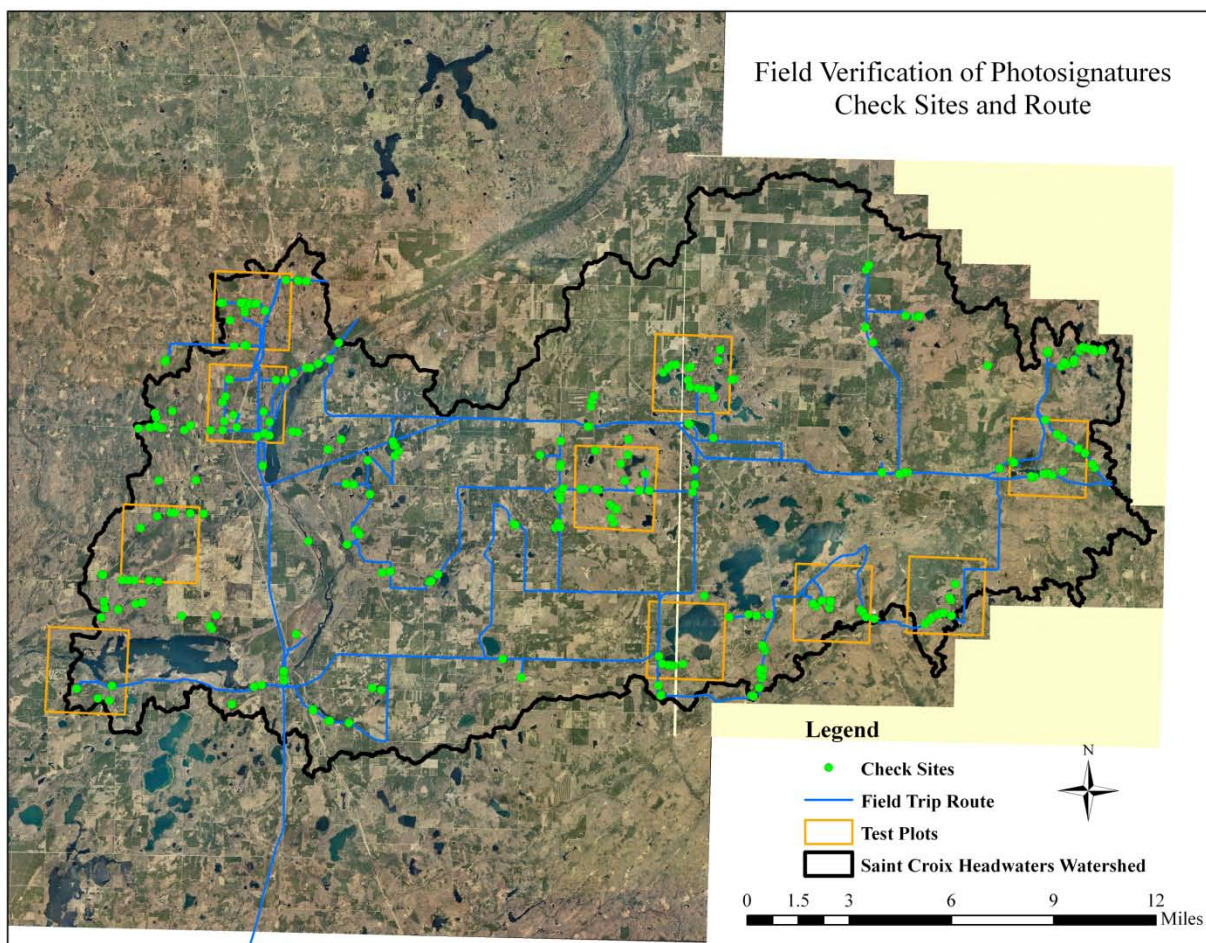 Field Verification of Photosignatures
Check Sites and Route
Legend
Check Sites
Field Trip Route
Test Plots
Saint Croix Headwaters Watershed
N
0 1.5 3 6 9 12
Miles